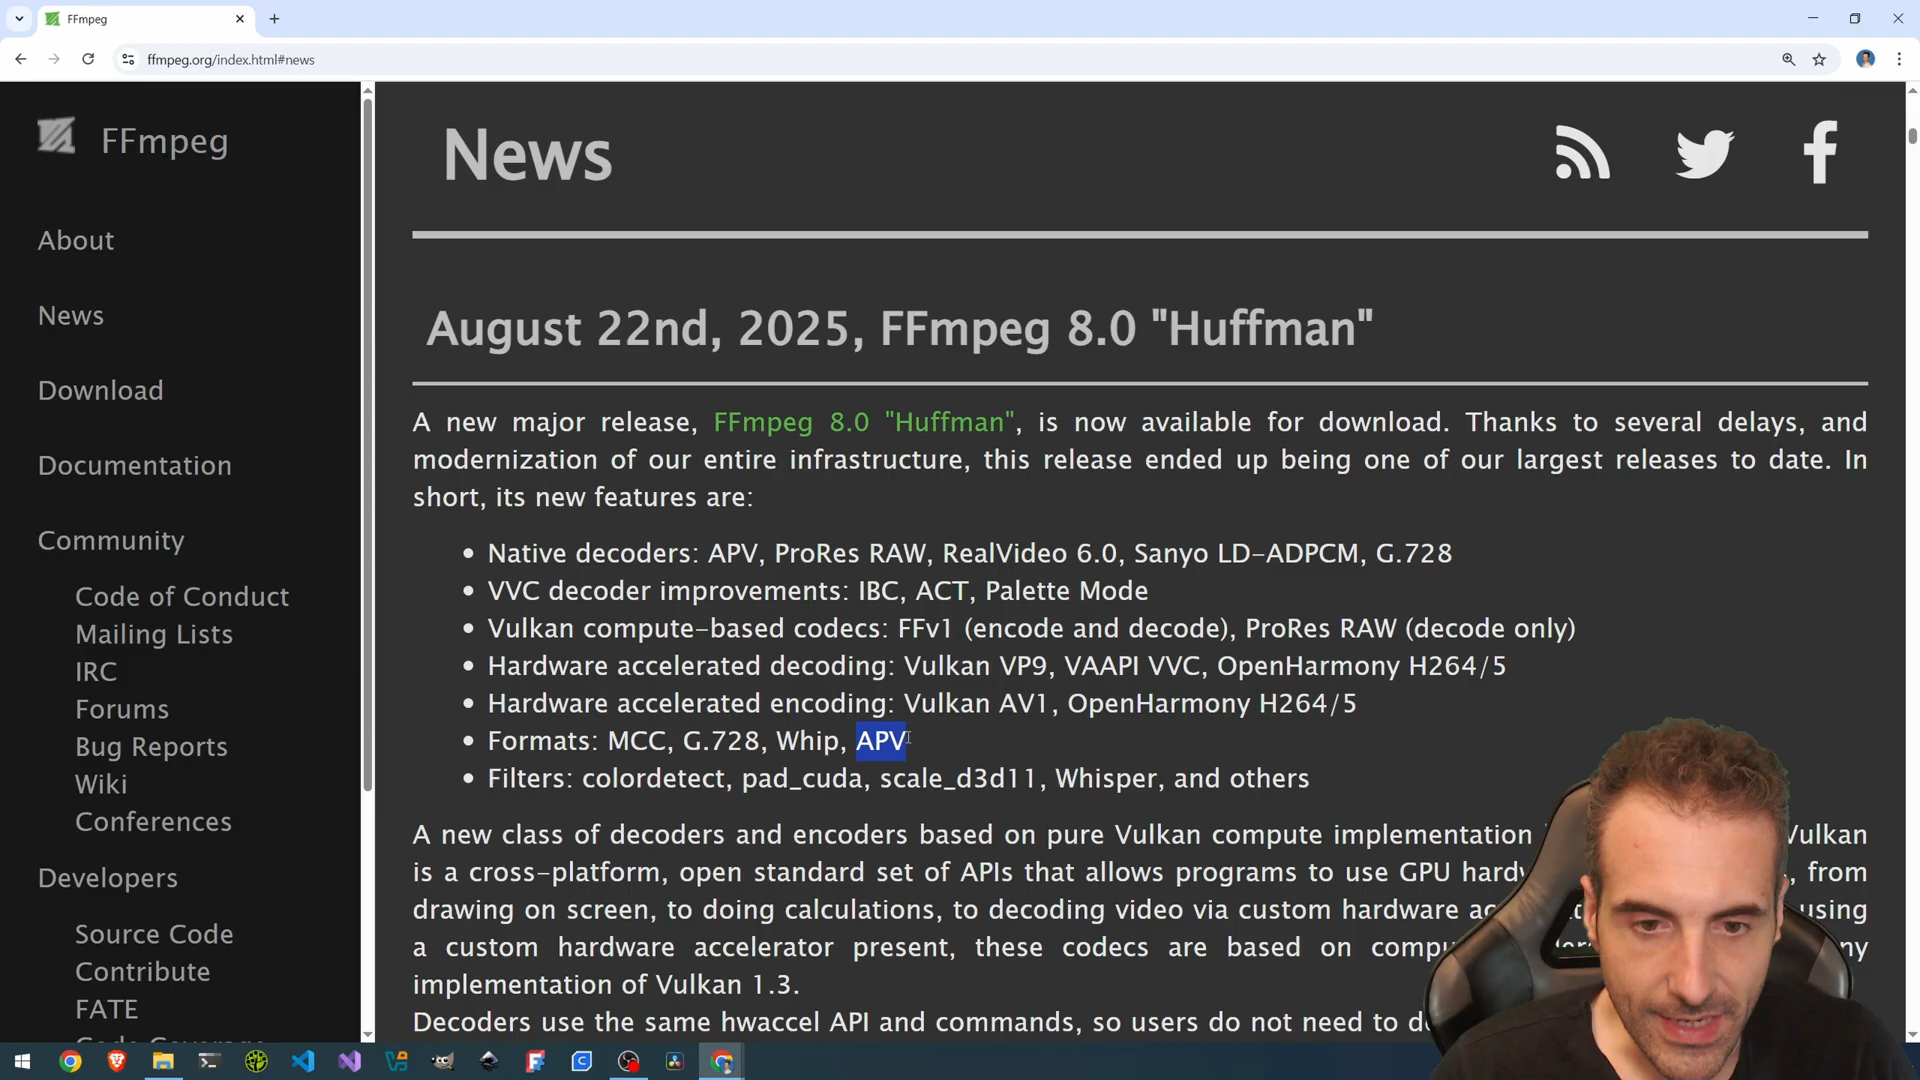 FFmpeg
ffmpeg.org/index.html#news
FFmpeg
About
News
Download
Documentation
Community
Code of Conduct
Mailing Lists
IRC
Forums
Bug Reports
Wiki
Conferences
Developers
Source Code
Contribute
FATE
Code Coverage
News
August 22nd, 2025, FFmpeg 8.0 "Huffman"
A new major release, FFmpeg 8.0 "Huffman", is now available for download. Thanks to several delays, and
modernization of our entire infrastructure, this release ended up being one of our largest releases to date. In
short, its new features are:
• Native decoders: APV, ProRes RAW, RealVideo 6.0, Sanyo LD-ADPCM, G.728
• VVC decoder improvements: IBC, ACT, Palette Mode
• Vulkan compute-based codecs: FFv1 (encode and decode), ProRes RAW (decode only)
• Hardware accelerated decoding: Vulkan VP9, VAAPI VVC, OpenHarmony H264/5
• Hardware accelerated encoding: Vulkan AV1, OpenHarmony H264/5
• Formats: MCC, G.728, Whip, APV
• Filters: colordetect, pad_cuda, scale_d3d11, Whisper, and others
A new class of decoders and encoders based on pure Vulkan compute implementation Vulkan
is a cross-platform, open standard set of APIs that allows programs to use GPU , from
drawing on screen, to doing calculations, to decoding video via custom hardware using
a custom hardware accelerator present, these codecs are based on
implementation of Vulkan 1.3.
Decoders use the same hwaccel API and commands, so users do not need to